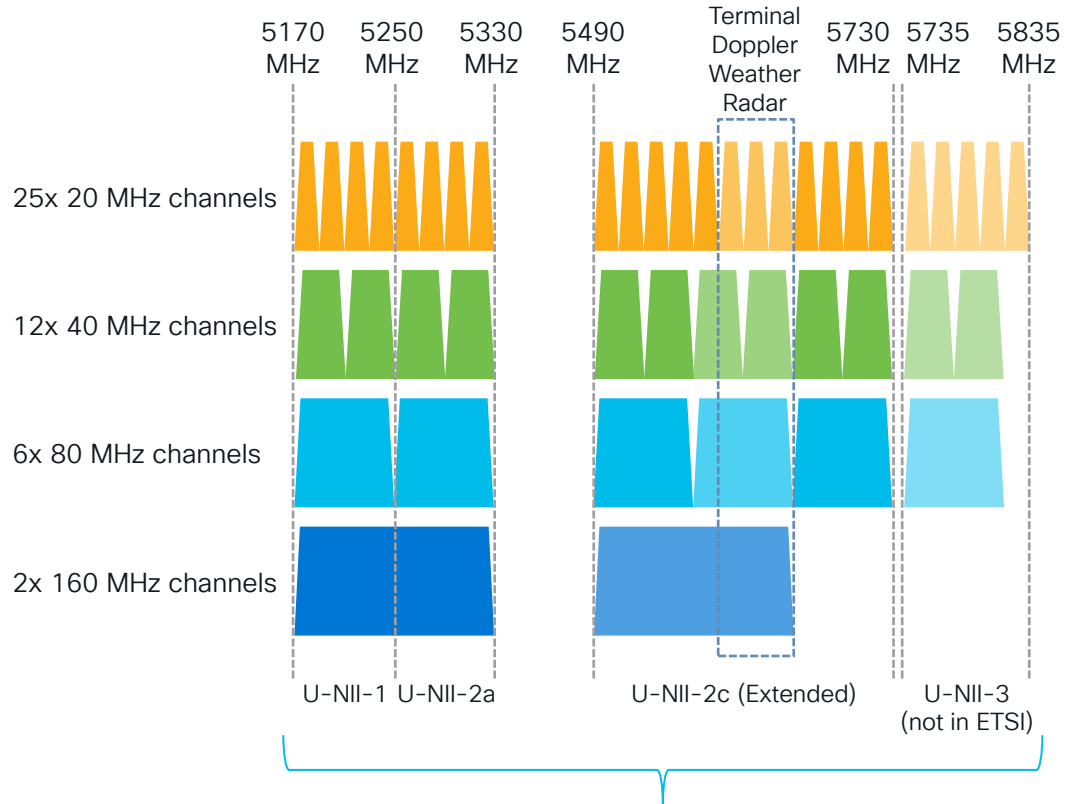 5170
MHz
5250
MHz
5330
MHz
5490
MHz
Terminal
Doppler
Weather
Radar
5730
MHz
5735
MHz
5835
MHz
25x 20 MHz channels
12x 40 MHz channels
6x 80 MHz channels
2x 160 MHz channels
U-NII-1
U-NII-2a
U-NII-2c (Extended)
U-NII-3
(not in ETSI)